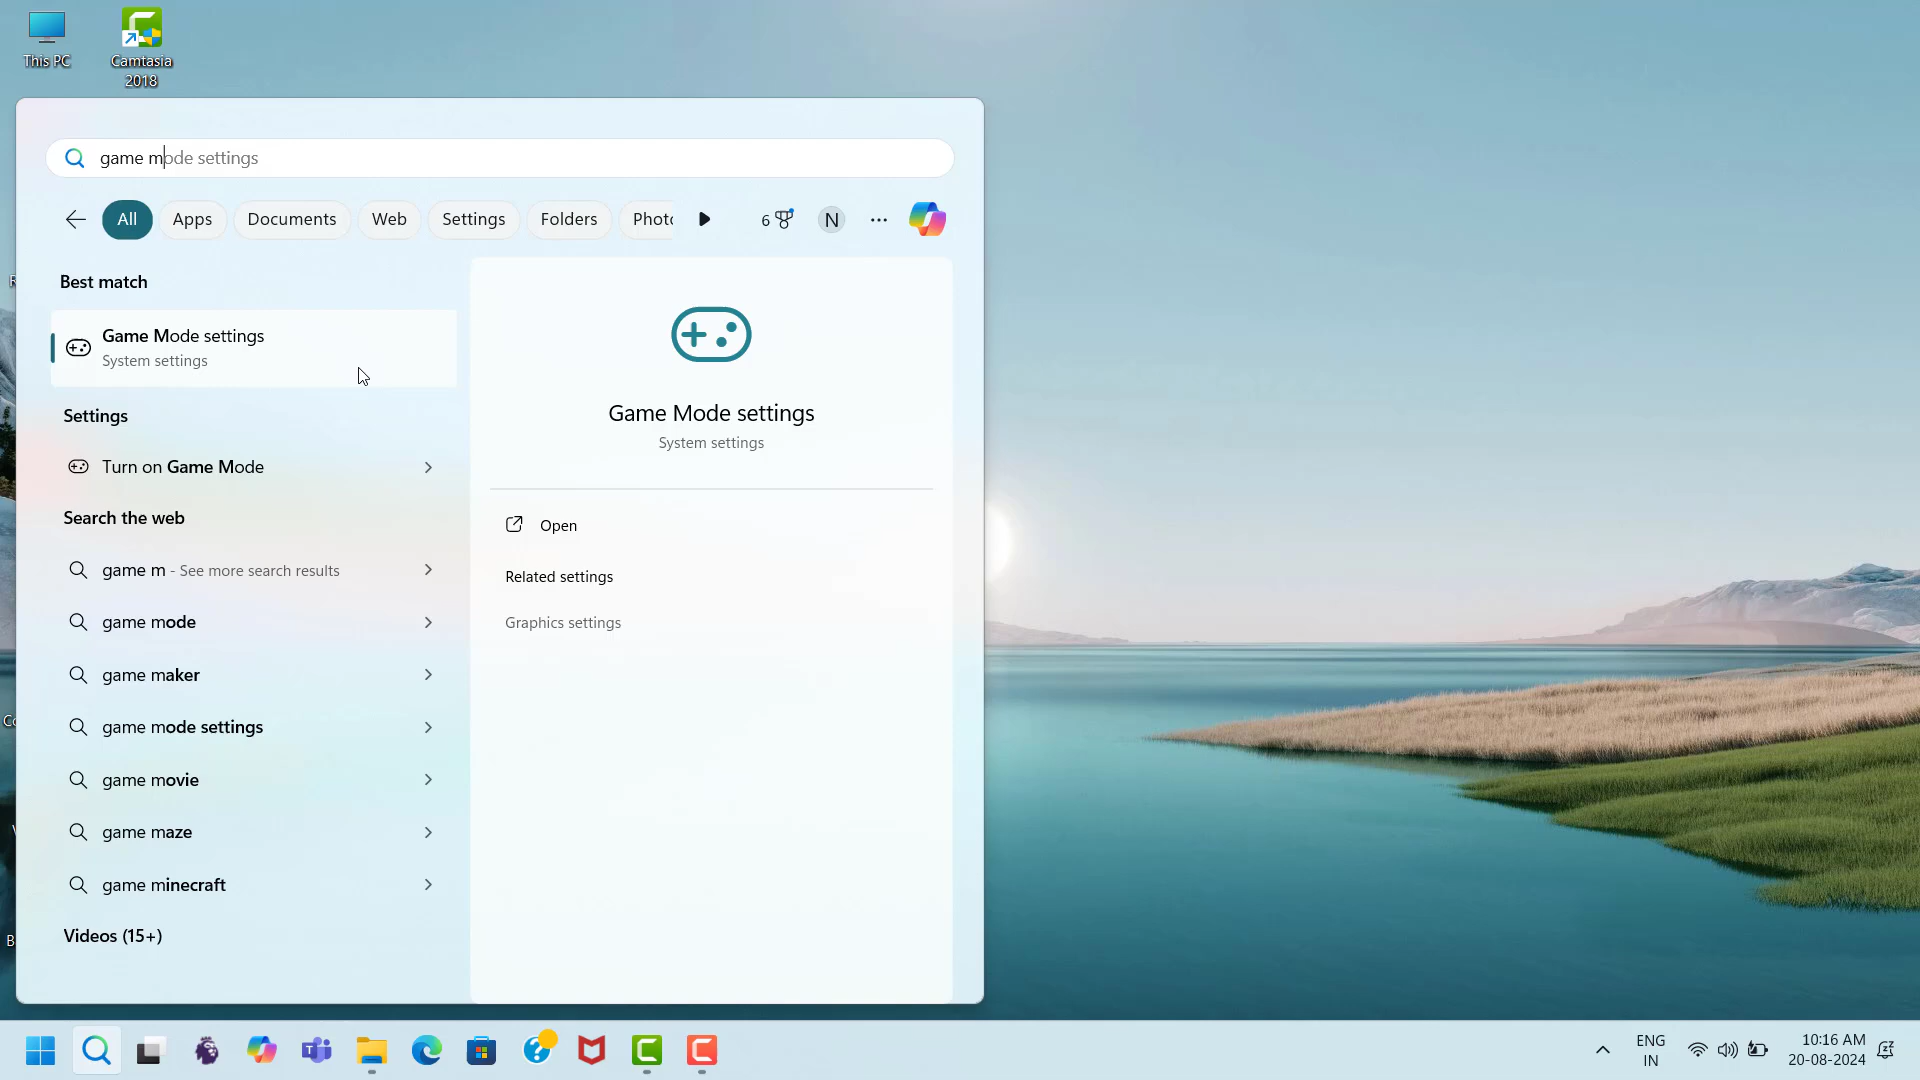 This PC
Camtasia
2018
game mode settings
All
Apps
Documents
Web
Settings
Folders
Phot
6
N
Best match
Game Mode settings
System settings
Settings
Turn on Game Mode
Search the web
game m - See more search results
game mode
game maker
game mode settings
game movie
game maze
game minecraft
Videos (15+)
Game Mode settings
System settings
Open
Related settings
Graphics settings
ENG
IN
10:16 AM
20-08-2024